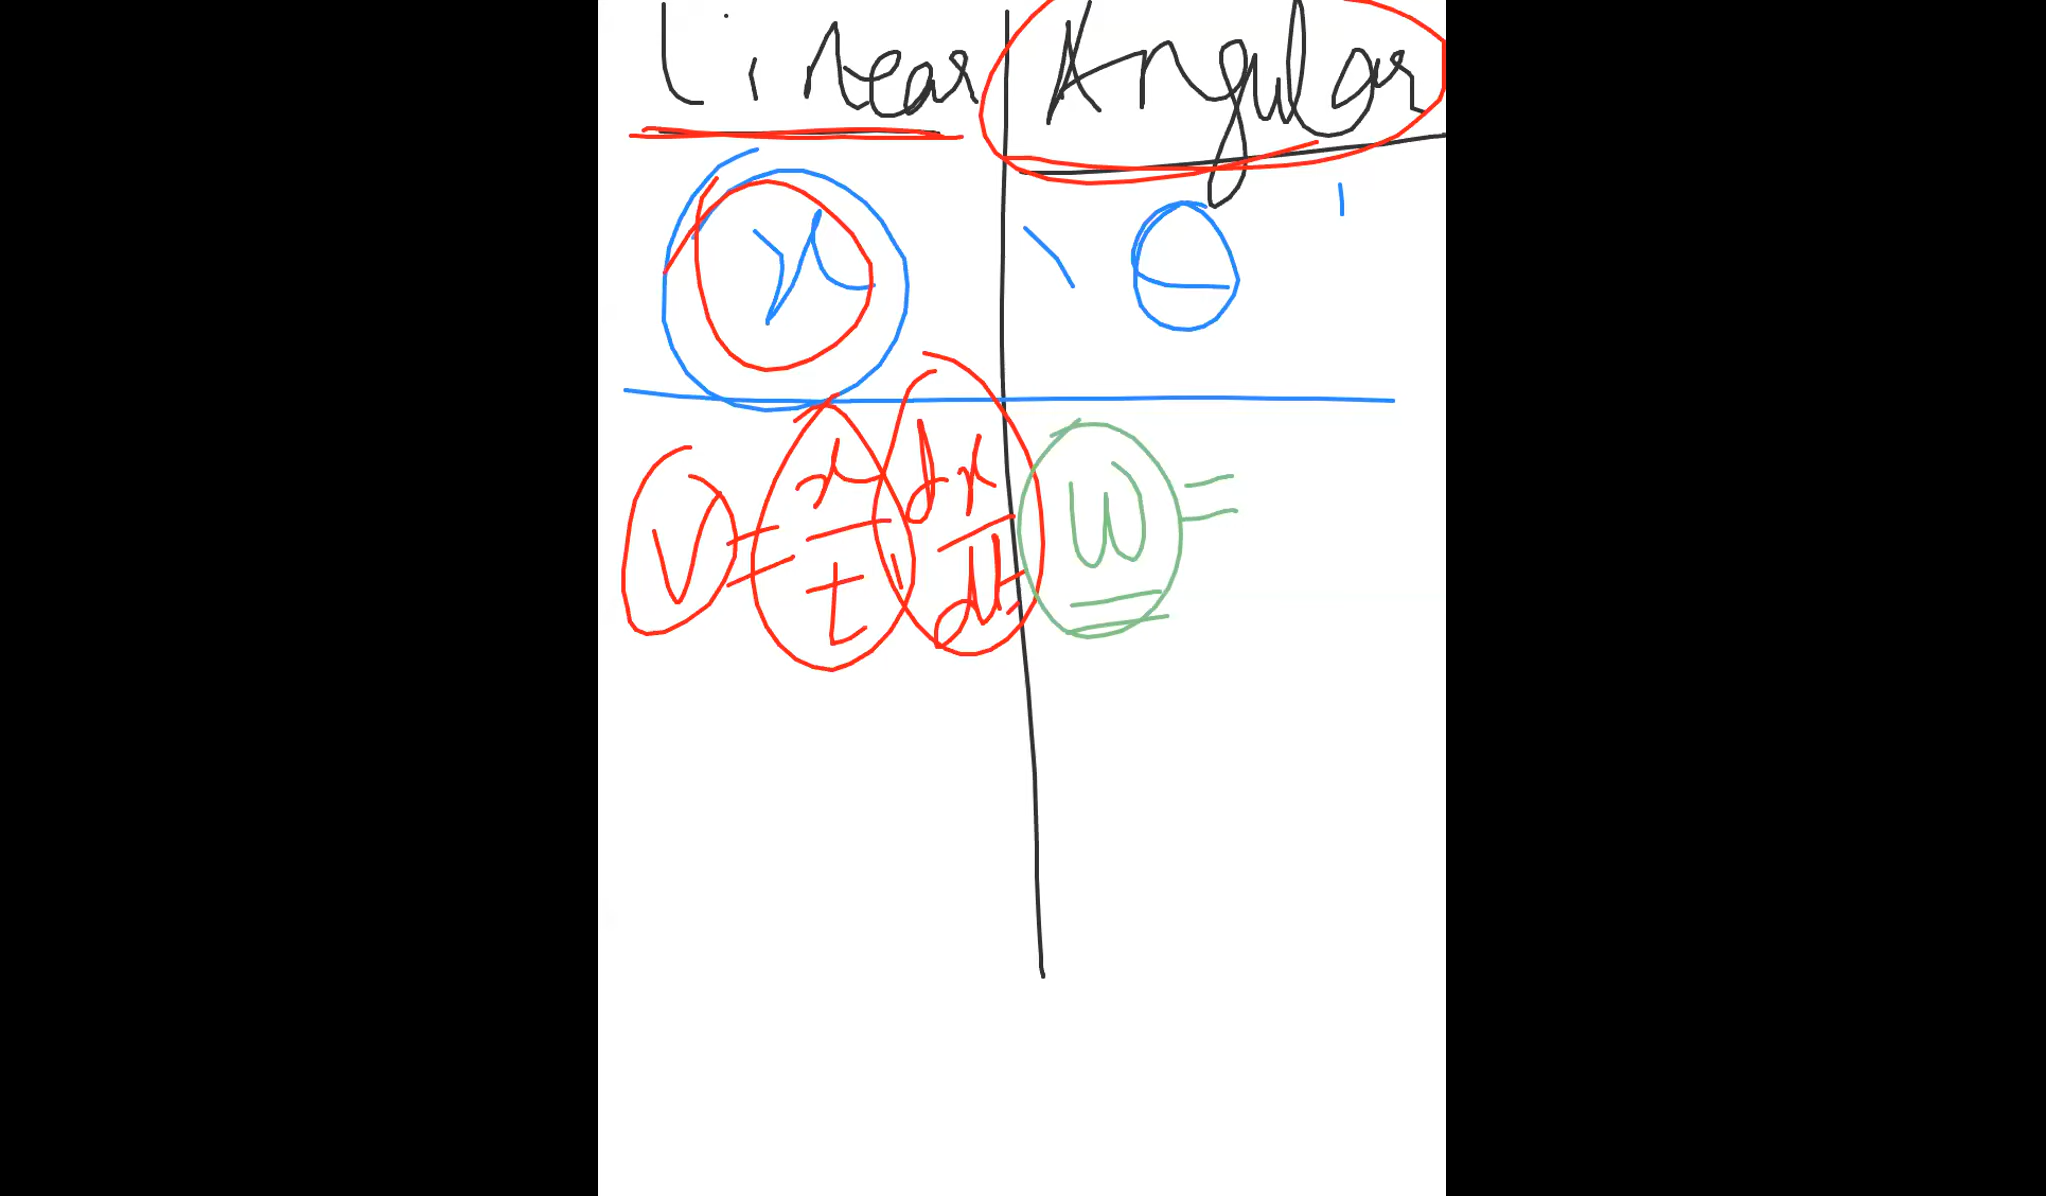 Linear Angular
x θ
v = x/t, dx/dt ω =